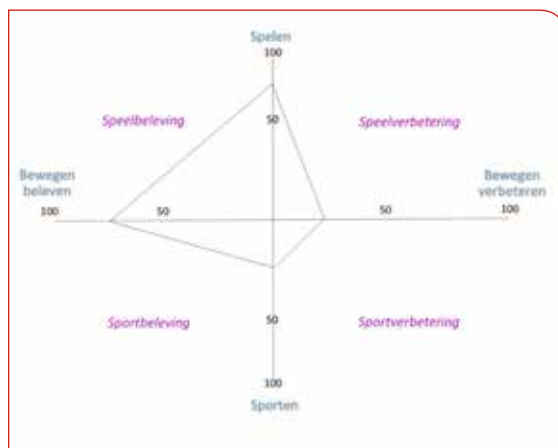 Spelen
100
Speelbeleving
50
Speelverbetering
Bewegen
beleven
Bewegen
verbeteren
100
50
50
100
Sportbeleving
50
Sportverbetering
100
Sporten